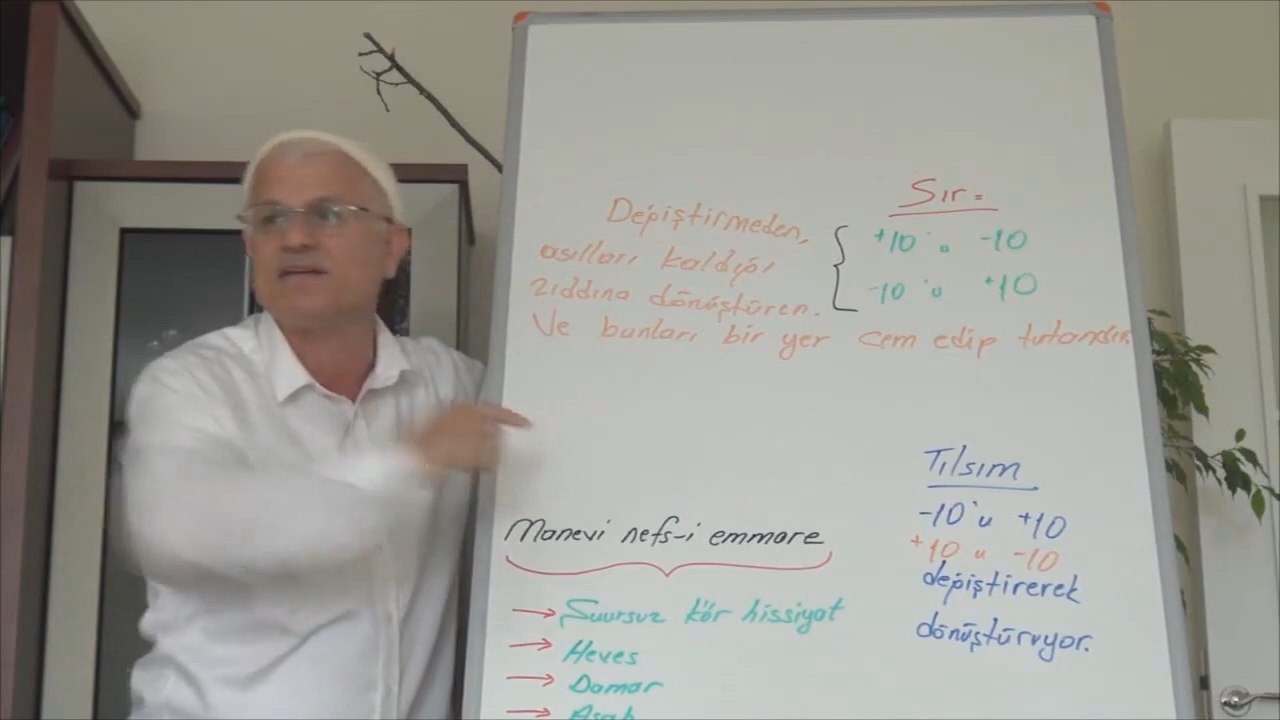 Sır =
Değiştirmeden,
asılları kaldığı
zıddına dönüştüren.
+10'u -10
-10'u +10
Ve bunları bir yer cem edip tutandır.
Tılsım
-10'u +10
+10 u -10
değiştirerek
dönüştürüyor.
Manevi nefs-i emmare
→ Şuursuz kör hissiyat
→ Heves
→ Damar
→ Asab